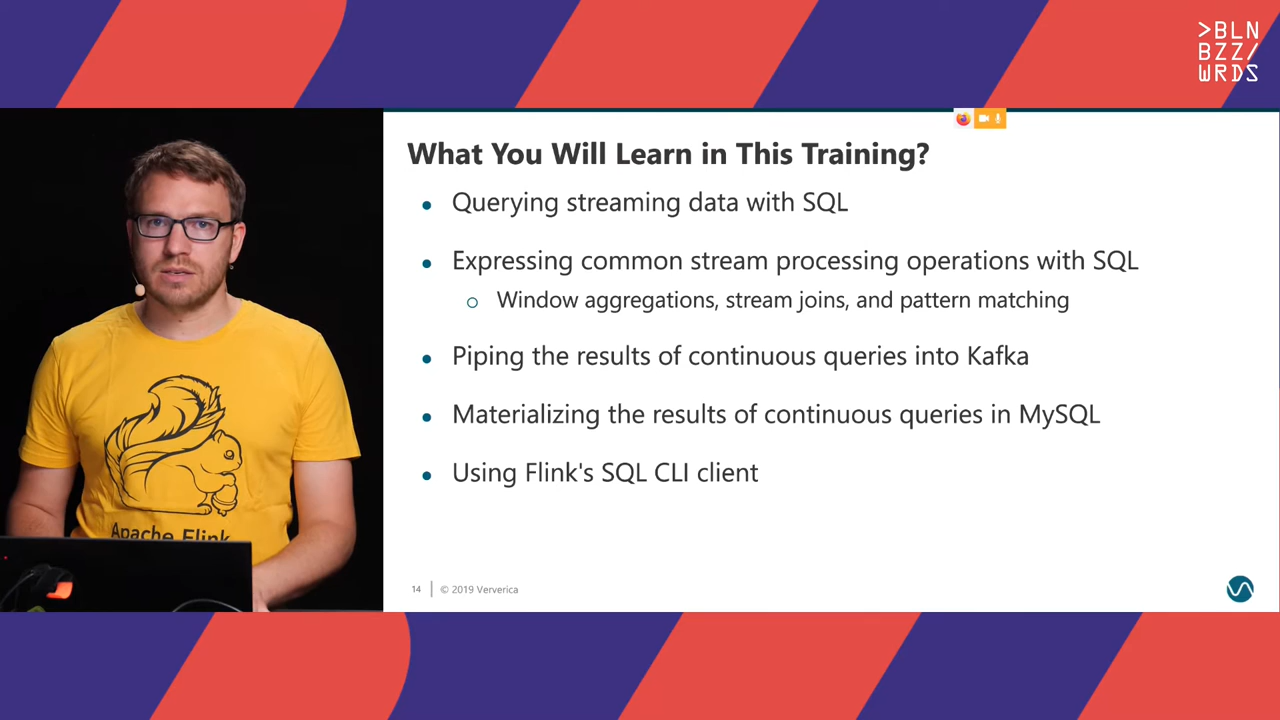 >BLN
BZZ/
WRDS
What You Will Learn in This Training?
● Querying streaming data with SQL
● Expressing common stream processing operations with SQL
○ Window aggregations, stream joins, and pattern matching
● Piping the results of continuous queries into Kafka
● Materializing the results of continuous queries in MySQL
● Using Flink's SQL CLI client
Apache Flink
14 | © 2019 Ververica